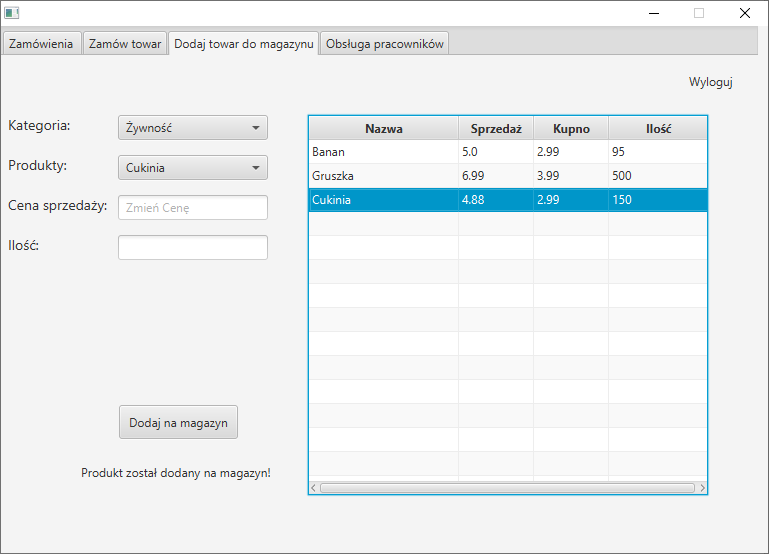 Zamówienia Zamów towar Dodaj towar do magazynu Obsługa pracowników
Wyloguj
Kategoria: Żywność
Produkty: Cukinia
Cena sprzedaży: Zmień Cenę
Ilość:
Dodaj na magazyn
Produkt został dodany na magazyn!
Nazwa Sprzedaż Kupno Ilość
Banan 5.0 2.99 95
Gruszka 6.99 3.99 500
Cukinia 4.88 2.99 150